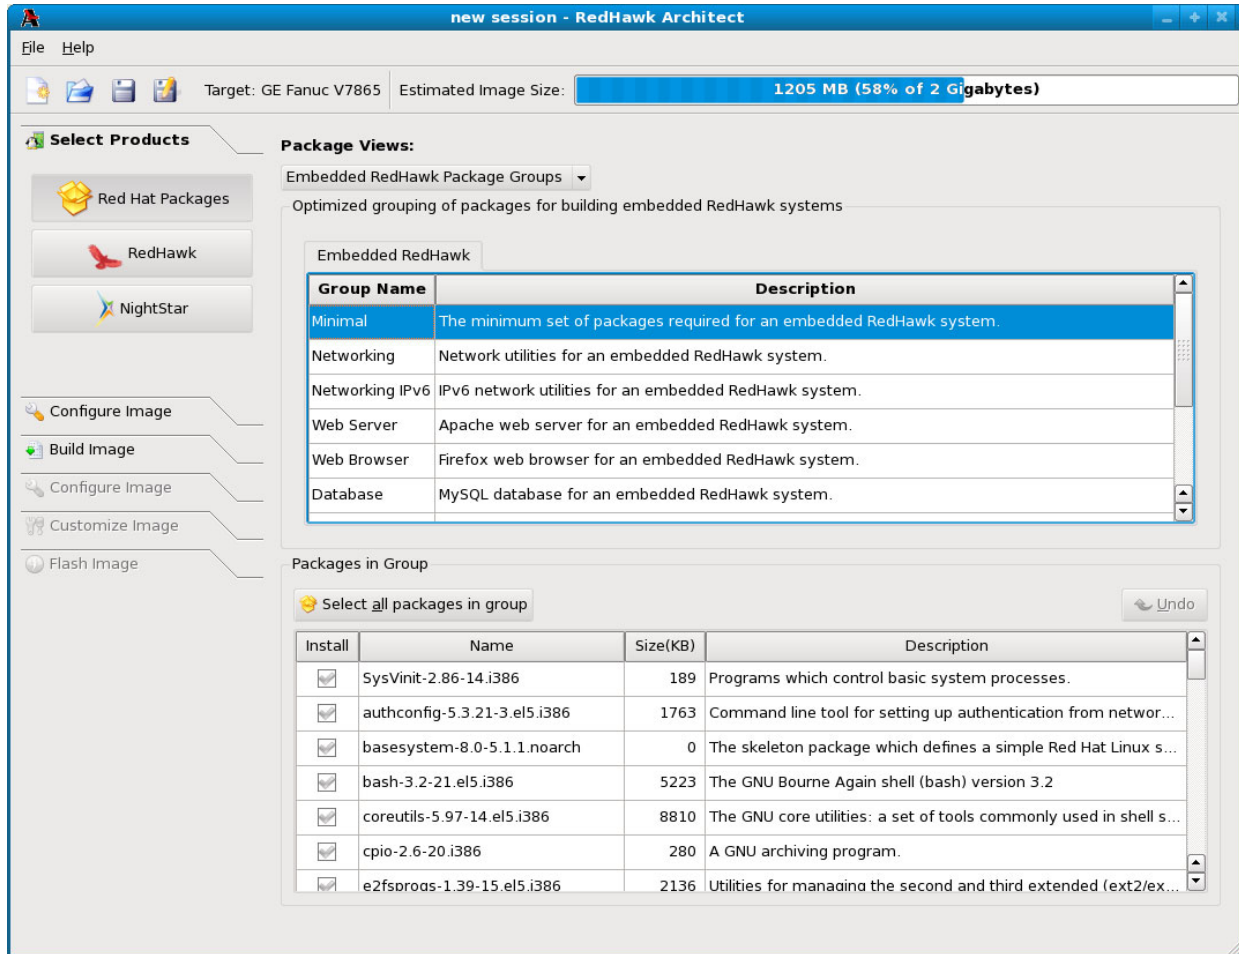 new session - RedHawk Architect
File Help
Target: GE Fanuc V7865 Estimated Image Size: 1205 MB (58% of 2 Gigabytes)
Select Products
Red Hat Packages
RedHawk
NightStar
Configure Image
Build Image
Configure Image
Customize Image
Flash Image
Package Views:
Embedded RedHawk Package Groups
Optimized grouping of packages for building embedded RedHawk systems
Embedded RedHawk
Group Name Description
Minimal The minimum set of packages required for an embedded RedHawk system.
Networking Network utilities for an embedded RedHawk system.
Networking IPv6 IPv6 network utilities for an embedded RedHawk system.
Web Server Apache web server for an embedded RedHawk system.
Web Browser Firefox web browser for an embedded RedHawk system.
Database MySQL database for an embedded RedHawk system.
Packages in Group
Select all packages in group Undo
Install Name Size(KB) Description
SysVinit-2.86-14.i386 189 Programs which control basic system processes.
authconfig-5.3.21-3.el5.i386 1763 Command line tool for setting up authentication from networ...
basesystem-8.0-5.1.1.noarch 0 The skeleton package which defines a simple Red Hat Linux s...
bash-3.2-21.el5.i386 5223 The GNU Bourne Again shell (bash) version 3.2
coreutils-5.97-14.el5.i386 8810 The GNU core utilities: a set of tools commonly used in shell s...
cpio-2.6-20.i386 280 A GNU archiving program.
e2fsprogs-1.39-15.el5.i386 2136 Utilities for managing the second and third extended (ext2/ex...